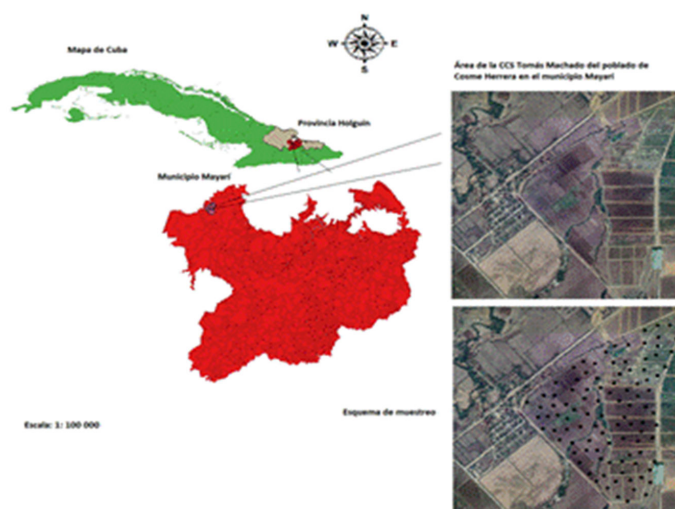 N
W E
S
Mapa de Cuba
Área de la CCS Tomás Machado del poblado de
Cosme Herrera en el municipio Mayarí
Provincia Holguín
Municipio Mayarí
Esquema de muestreo
Escala: 1: 100 000